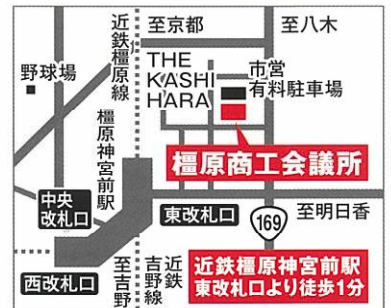 至京都
至八木
近鉄橿原線
THE
KASHI
HARA
野球場
市営
有料駐車場
橿原神宮前駅
橿原商工会議所
中央
改札口
東改札口
169
至明日香
西改札口
至吉野
近鉄
吉野線
近鉄橿原神宮前駅
東改札口より徒歩1分